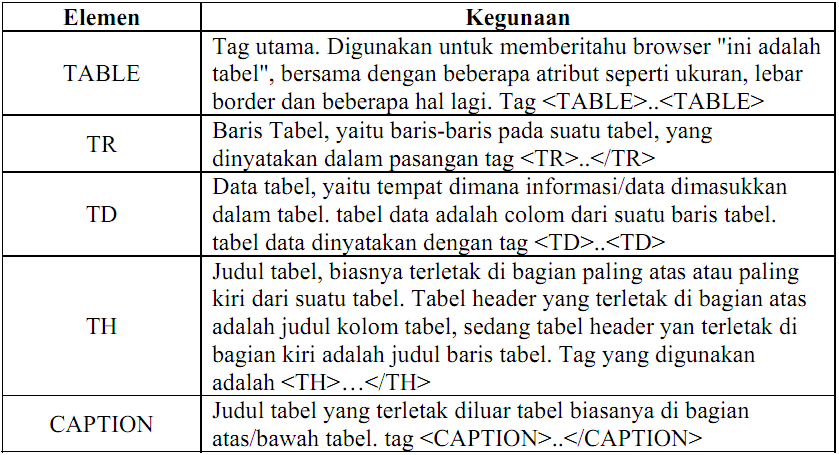 Elemen Kegunaan
Tag utama. Digunakan untuk memberitahu browser "ini adalah
TABLE tabel", bersama dengan beberapa atribut seperti ukuran, lebar
border dan beberapa hal lagi. Tag <TABLE>..<TABLE>
TR Baris Tabel, yaitu baris-baris pada suatu tabel, yang
dinyatakan dalam pasangan tag <TR>..</TR>
Data tabel, yaitu tempat dimana informasi/data dimasukkan
TD dalam tabel. tabel data adalah colom dari suatu baris tabel.
tabel data dinyatakan dengan tag <TD>..<TD>
Judul tabel, biasnya terletak di bagian paling atas atau paling
kiri dari suatu tabel. Tabel header yang terletak di bagian atas
TH adalah judul kolom tabel, sedang tabel header yan terletak di
bagian kiri adalah judul baris tabel. Tag yang digunakan
adalah <TH>…</TH>
CAPTION Judul tabel yang terletak diluar tabel biasanya di bagian
atas/bawah tabel. tag <CAPTION>..</CAPTION>